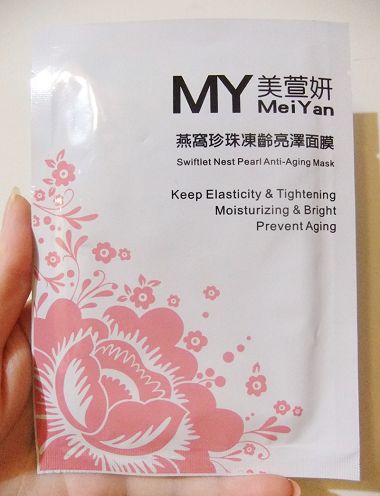 MY 美萱妍
MeiYan
燕窩珍珠凍齡亮澤面膜
Swiftlet Nest Pearl Anti-Aging Mask
Keep Elasticity & Tightening
Moisturizing & Bright
Prevent Aging